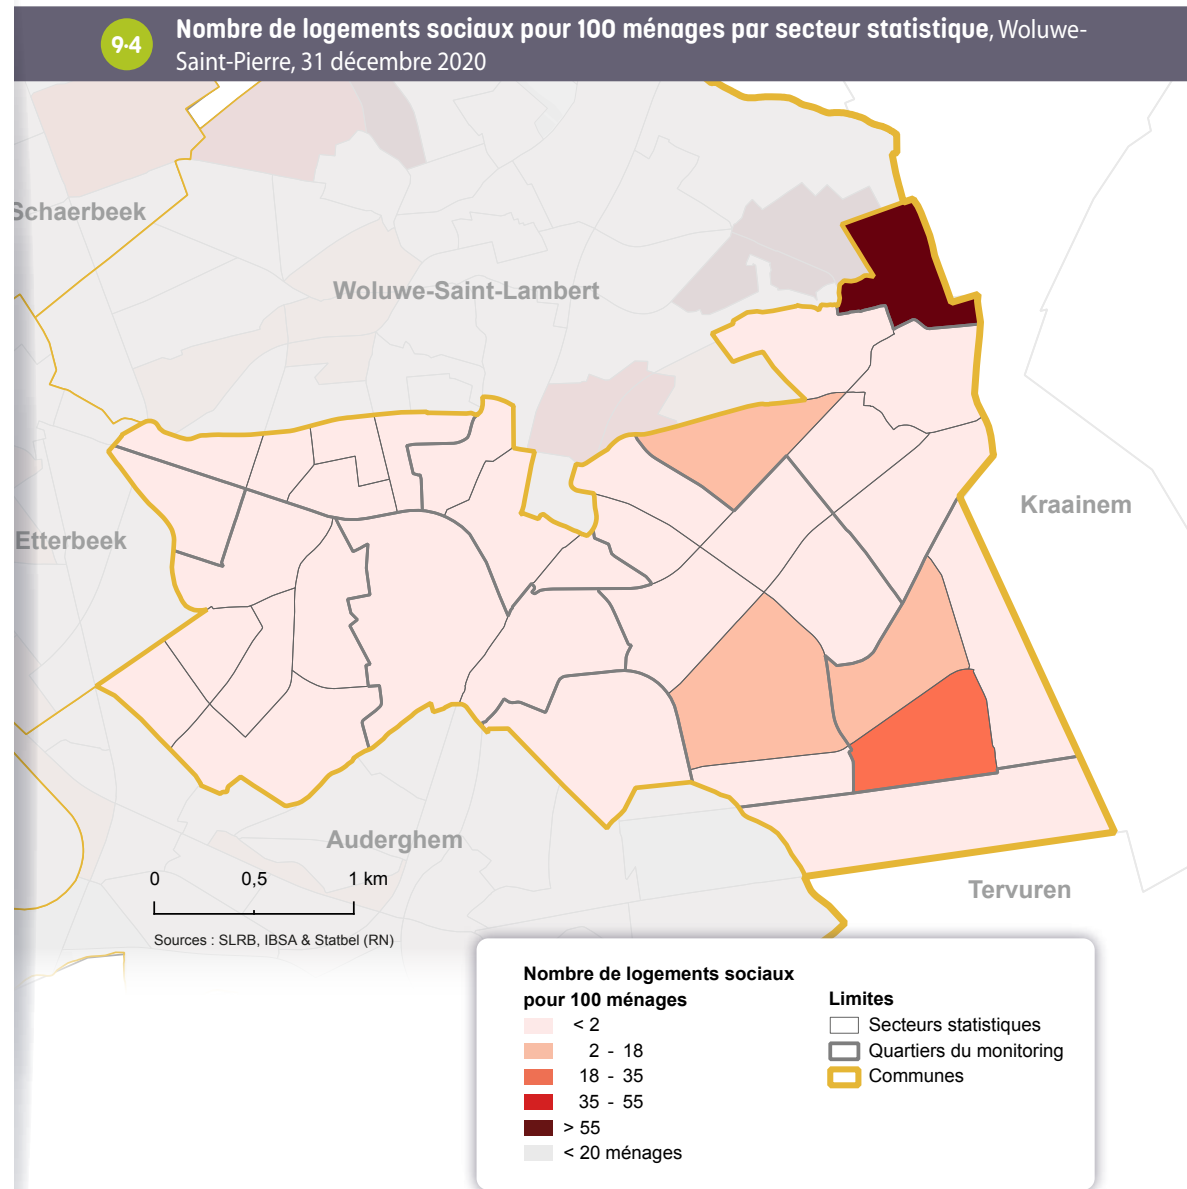 9.4
Nombre de logements sociaux pour 100 ménages par secteur statistique, Woluwe-
Saint-Pierre, 31 décembre 2020
Schaerbeek
Woluwe-Saint-Lambert
Kraainem
Etterbeek
Auderghem
0 0,5 1 km
Tervuren
Sources : SLRB, IBSA & Statbel (RN)
Nombre de logements sociaux
pour 100 ménages
< 2
2 - 18
18 - 35
35 - 55
> 55
< 20 ménages
Limites
Secteurs statistiques
Quartiers du monitoring
Communes